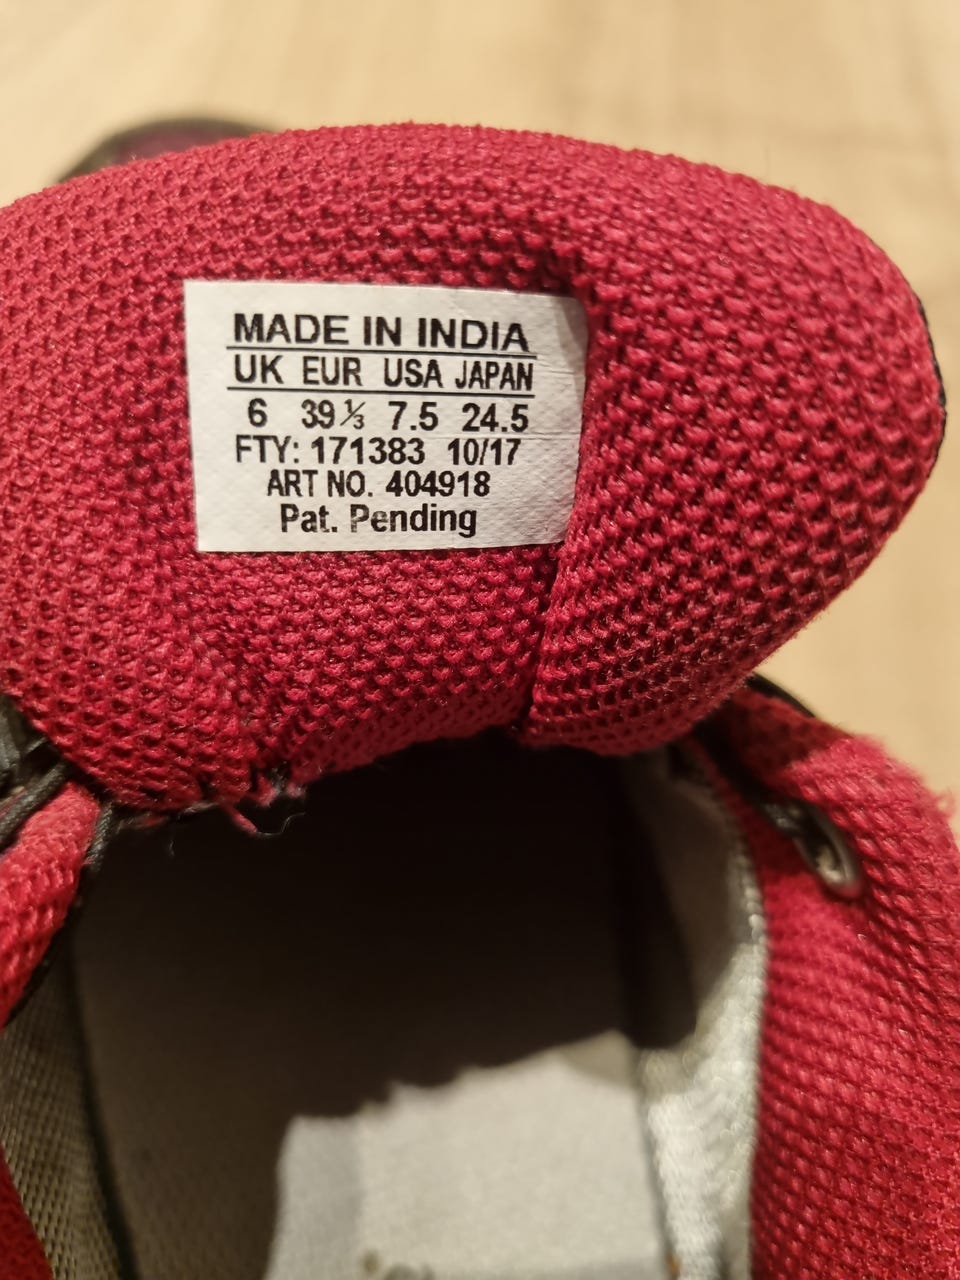 MADE IN INDIA
UK EUR USA JAPAN
6 39⅓ 7.5 24.5
FTY: 171383 10/17
ART NO. 404918
Pat. Pending